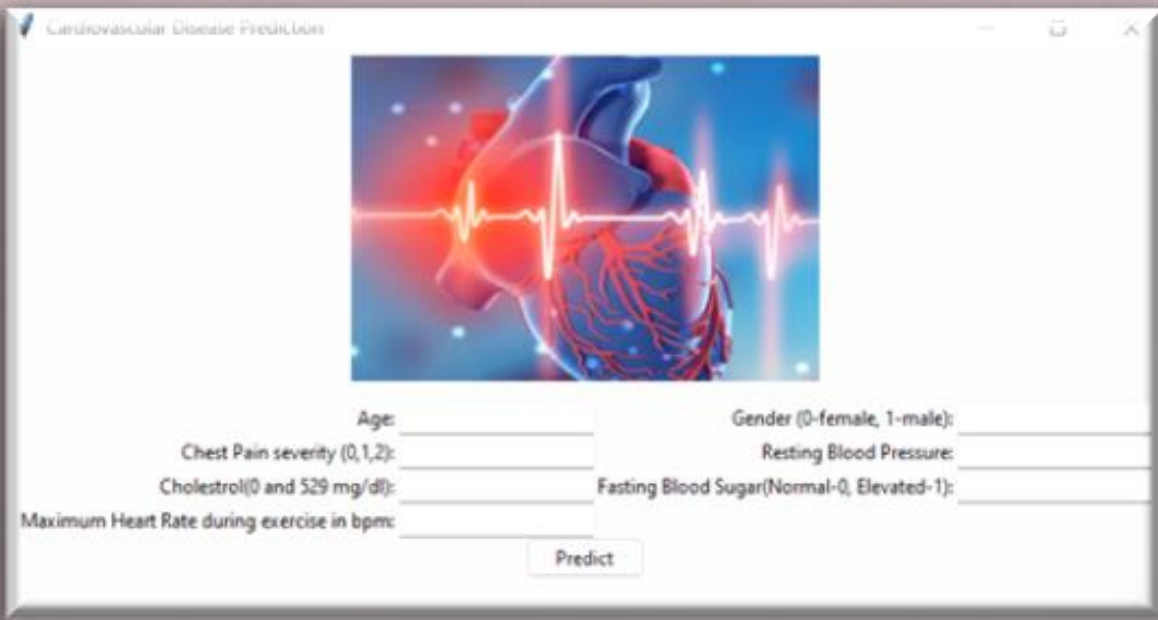 Cardiovascular Disease Prediction
Age:
Gender (0-female, 1-male):
Chest Pain severity (0,1,2):
Resting Blood Pressure:
Cholestrol(0 and 529 mg/dl):
Fasting Blood Sugar(Normal-0, Elevated-1):
Maximum Heart Rate during exercise in bpm:
Predict